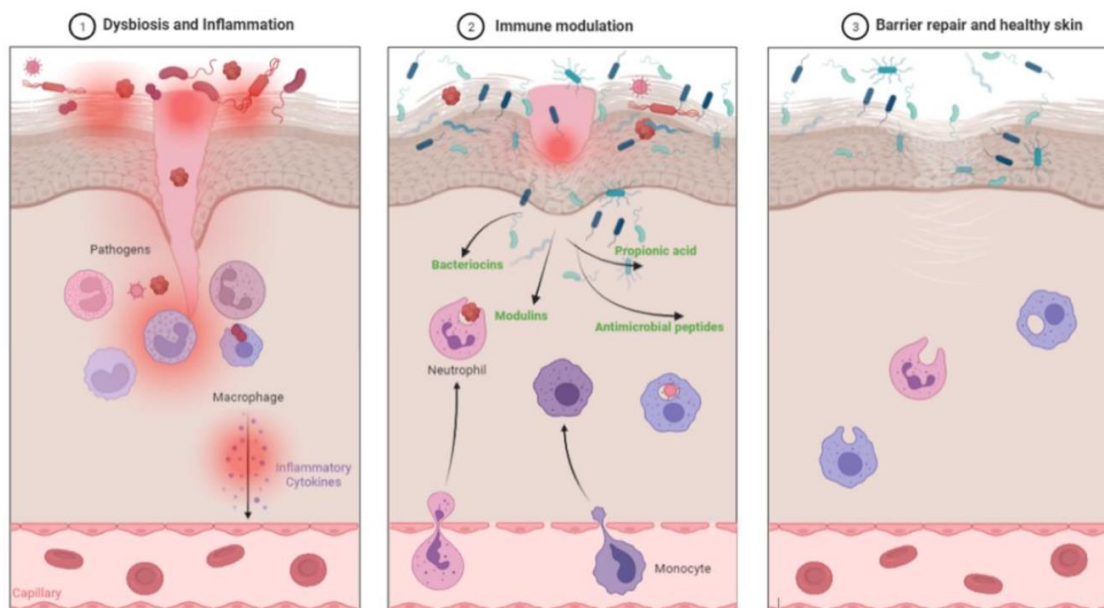 1 Dysbiosis and Inflammation
Pathogens
Macrophage
Inflammatory
Cytokines
Capillary
2 Immune modulation
Bacteriocins
Propionic acid
Modulins
Antimicrobial peptides
Neutrophil
Monocyte
3 Barrier repair and healthy skin